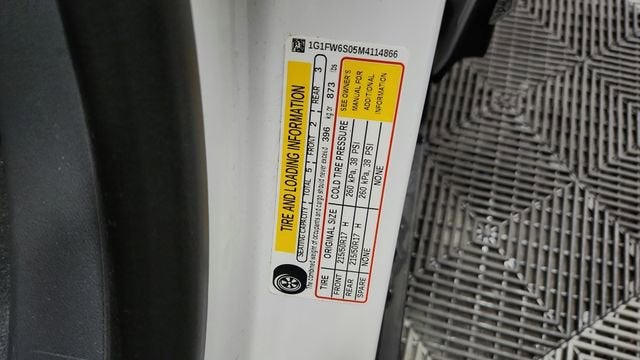 1G1FW6S05M4114866
TIRE AND LOADING INFORMATION
SEATING CAPACITY TOTAL 5 FRONT 2 REAR 3
The combined weight of occupants and cargo should never exceed 396 kg or 873 lbs
TIRE ORIGINAL SIZE COLD TIRE PRESSURE
FRONT 215/50R17 H 260 kPa, 38 PSI
REAR 215/50R17 H 260 kPa, 38 PSI
SPARE NONE NONE
SEE OWNER'S
MANUAL FOR
ADDITIONAL
INFORMATION